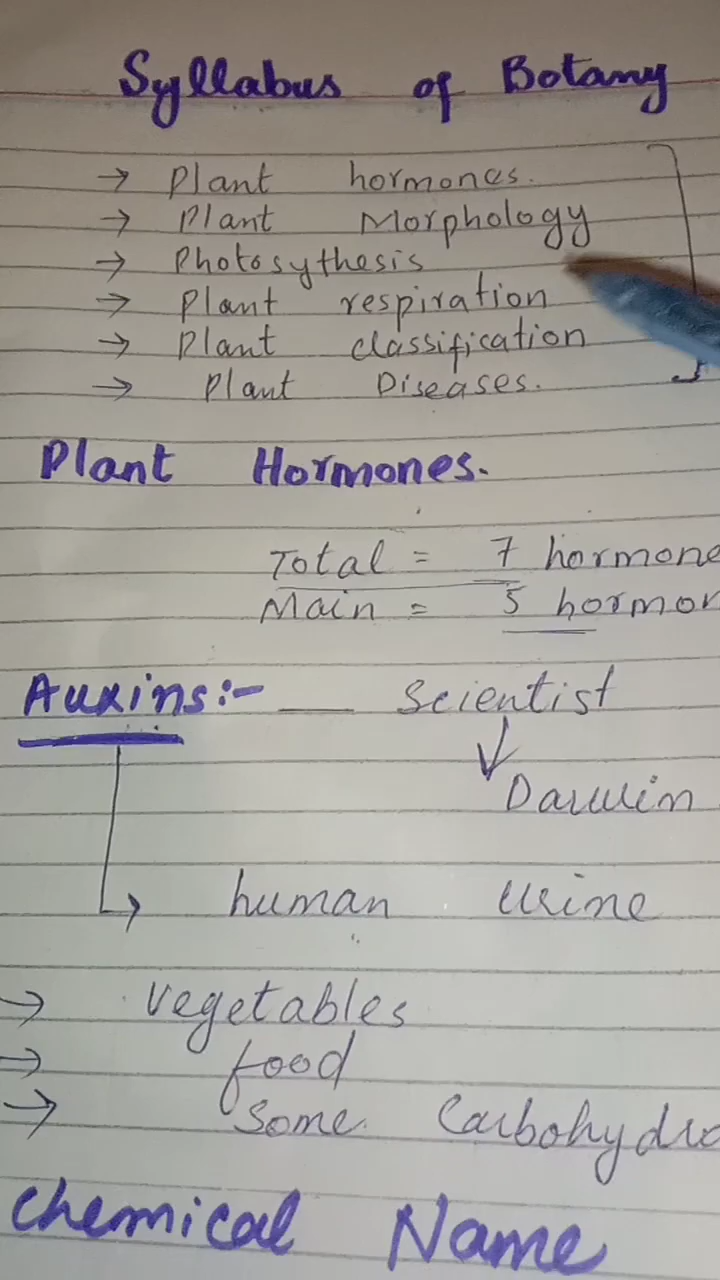 Syllabus of Botany
→ Plant hormones.
→ Plant Morphology
→ Photosythesis
→ Plant respiration
→ Plant classification
→ Plant Diseases.
Plant Hormones.
Total = 7 hormone
Main = 5 hormon
Auxins:- — Scientist
Darwin
human urine
→ vegetables
→ food
→ Some Carbohydr
Chemical Name